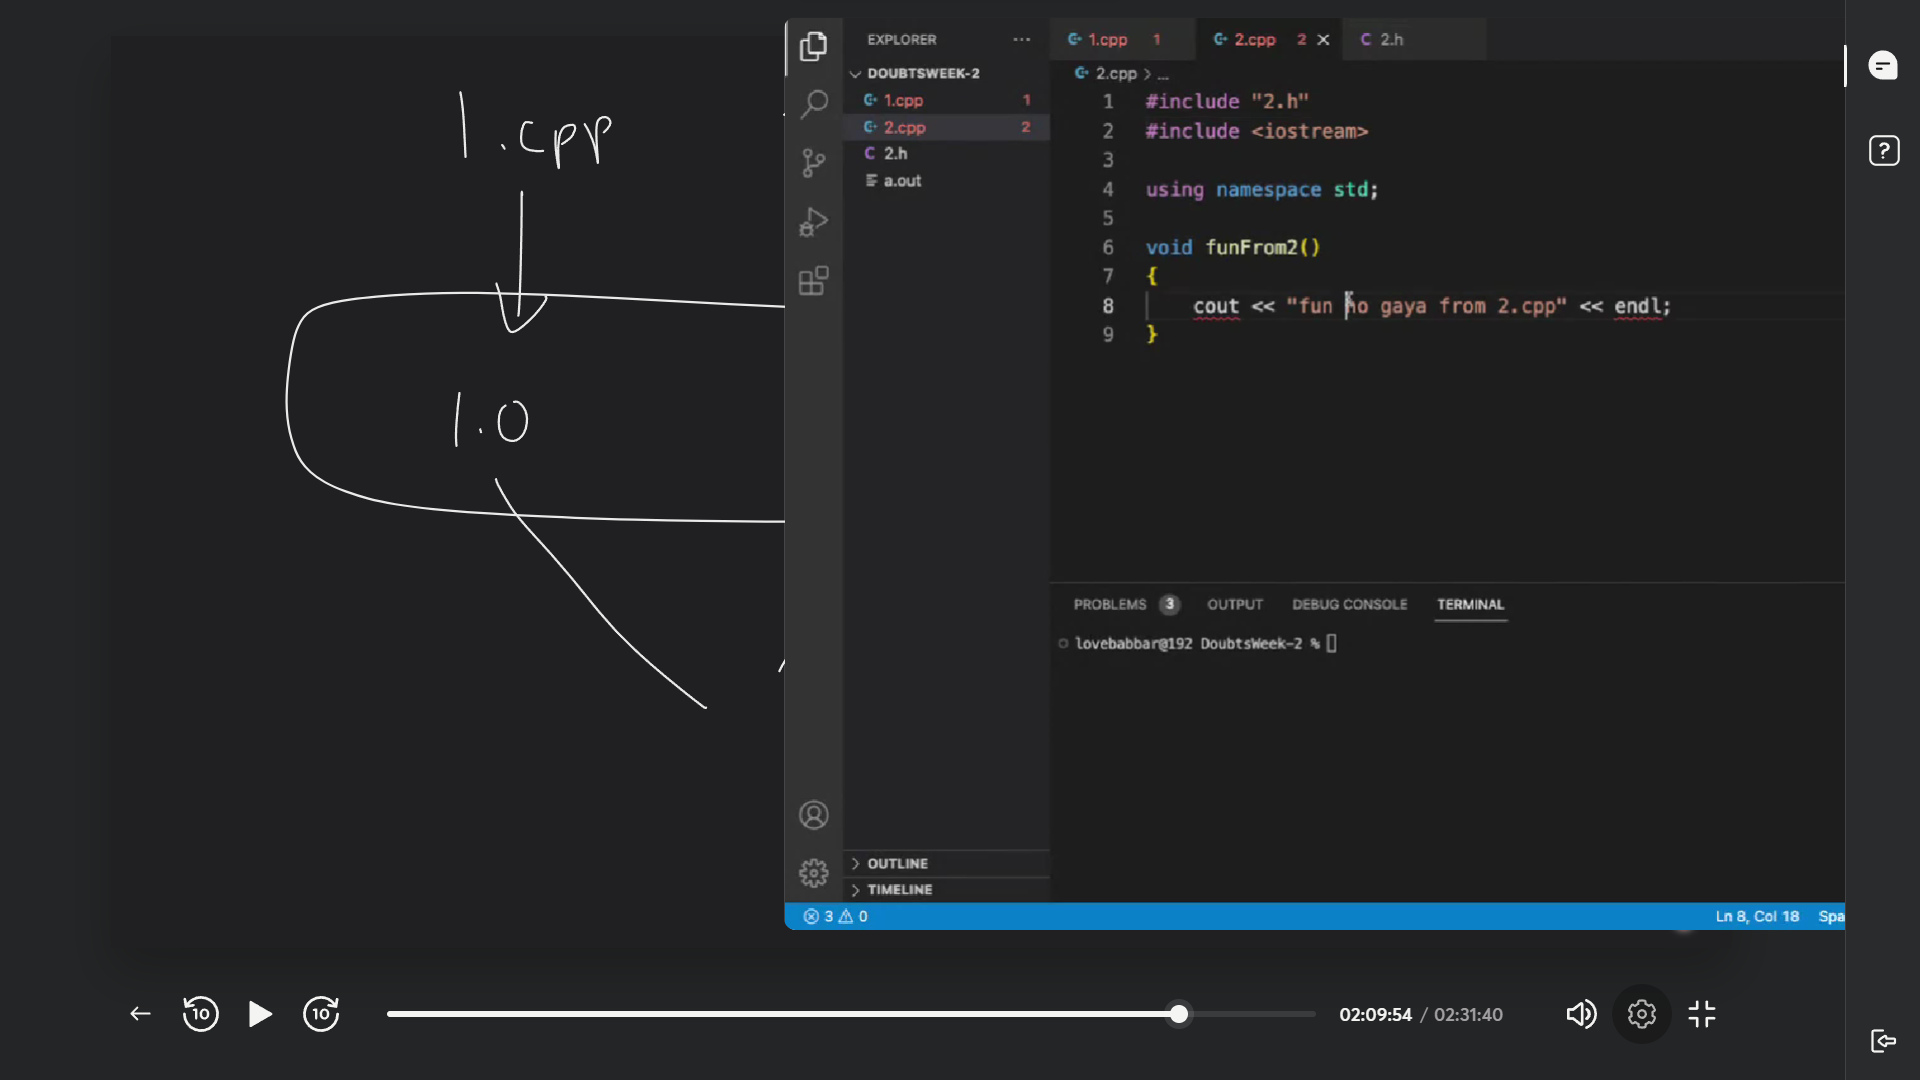 1.cpp
1.0
EXPLORER
DOUBTSWEEK-2
1.cpp 1
2.cpp 2
2.h
a.out
OUTLINE
TIMELINE
1.cpp 1
2.cpp 2
2.h
2.cpp > ...
1 #include "2.h"
2 #include <iostream>
3
4 using namespace std;
5
6 void funFrom2()
7 {
8 cout << "fun ho gaya from 2.cpp" << endl;
9 }
PROBLEMS 3 OUTPUT DEBUG CONSOLE TERMINAL
lovebabbar@192 DoubtsWeek-2 %
3 0
Ln 8, Col 18 Spa
10
10
02:09:54 / 02:31:40
?